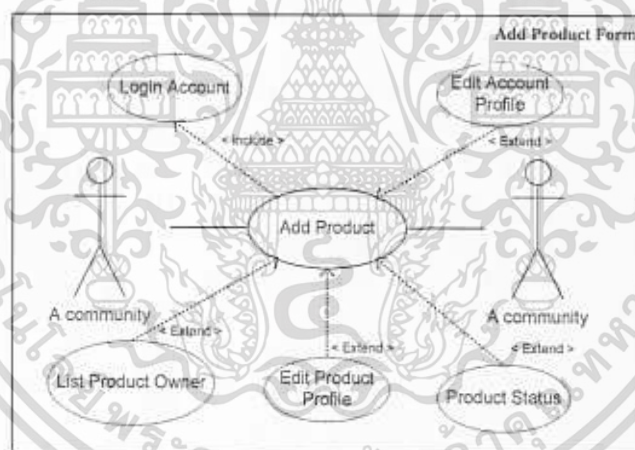 Add Product Form
Login Account
Edit Account
Profile
< Include >
< Extend >
Add Product
A community
A community
< Extend >
< Extend >
< Extend >
List Product Owner
Edit Product
Profile
Product Status